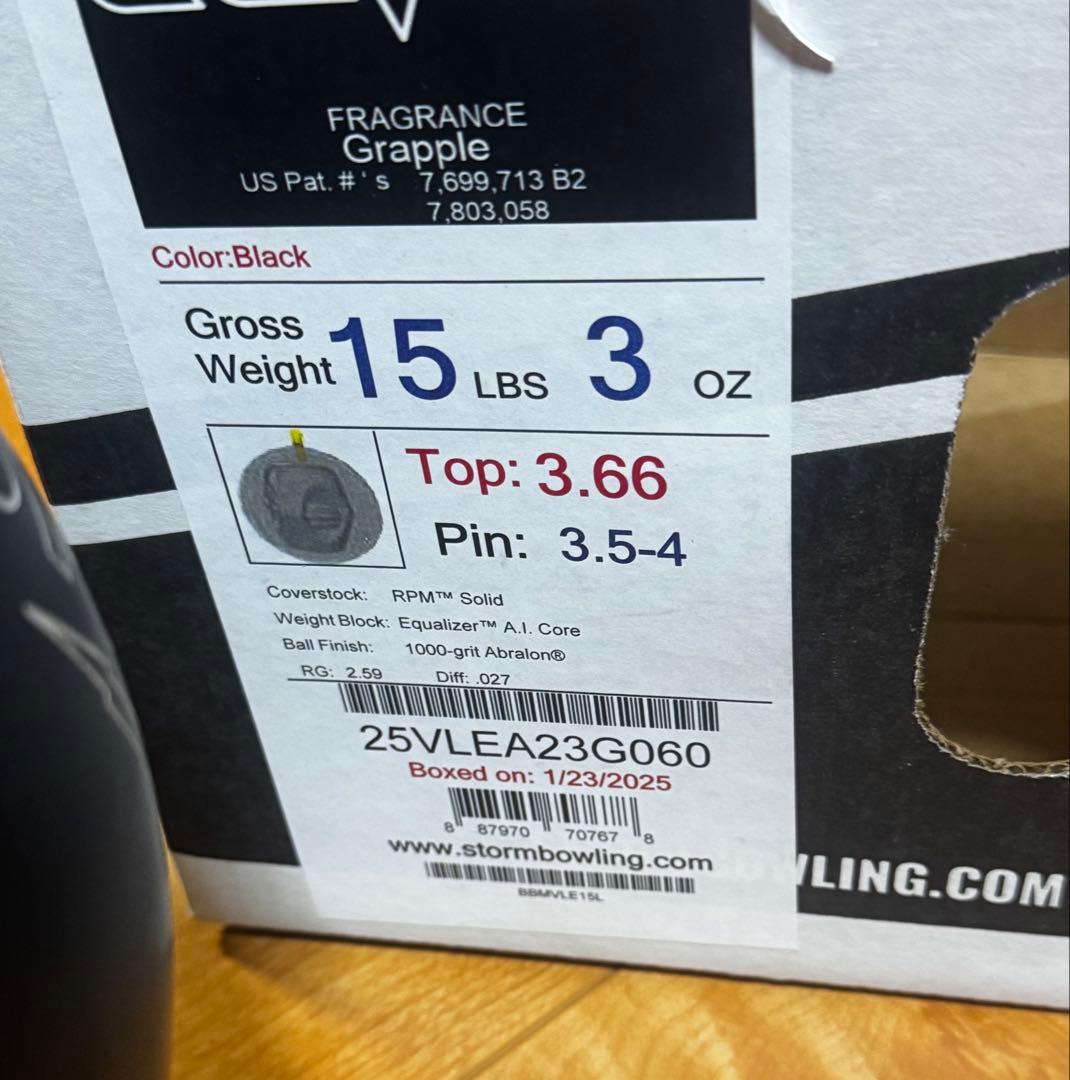 FRAGRANCE
Grapple
US Pat. #'s 7,699,713 B2
7,803,058
Color:Black
Gross Weight 15 LBS 3 OZ
Top: 3.66
Pin: 3.5-4
Coverstock: RPM™ Solid
Weight Block: Equalizer™ A.I. Core
Ball Finish: 1000-grit Abralon®
RG: 2.59 Diff: .027
25VLEA23G060
Boxed on: 1/23/2025
8 87970 70767 8
www.stormbowling.com
BBMVLE15L
WLING.COM